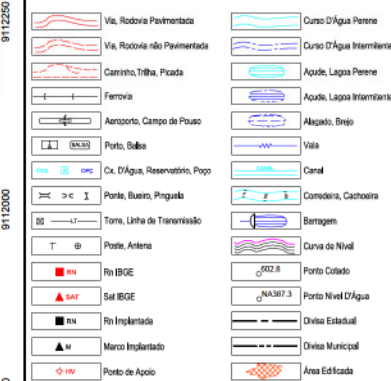 9112250
Via, Rodovia Pavimentada
Curso D'Água Perene
Via, Rodovia não Pavimentada
Curso D'Água Intermitente
Caminho, Trilha, Picada
Açude, Lagoa Perene
Ferrovia
Açude, Lagoa Intermitente
Aeroporto, Campo de Pouso
Alagado, Brejo
BALSA
Porto, Balsa
Vala
Cx. D'Água, Reservatório, Poço
CANAL
Canal
9112000
Ponte, Bueiro, Pinguela
Corredeira, Cachoeira
LT
Torre, Linha de Transmissão
Barragem
Poste, Antena
Curva de Nível
RN
Rn IBGE
602.8
Ponto Cotado
SAT
Sat IBGE
NA387.3
Ponto Nível D'Água
RN
Rn Implantada
Divisa Estadual
M
Marco Implantado
Divisa Municipal
HV
Ponto de Apoio
Área Edificada